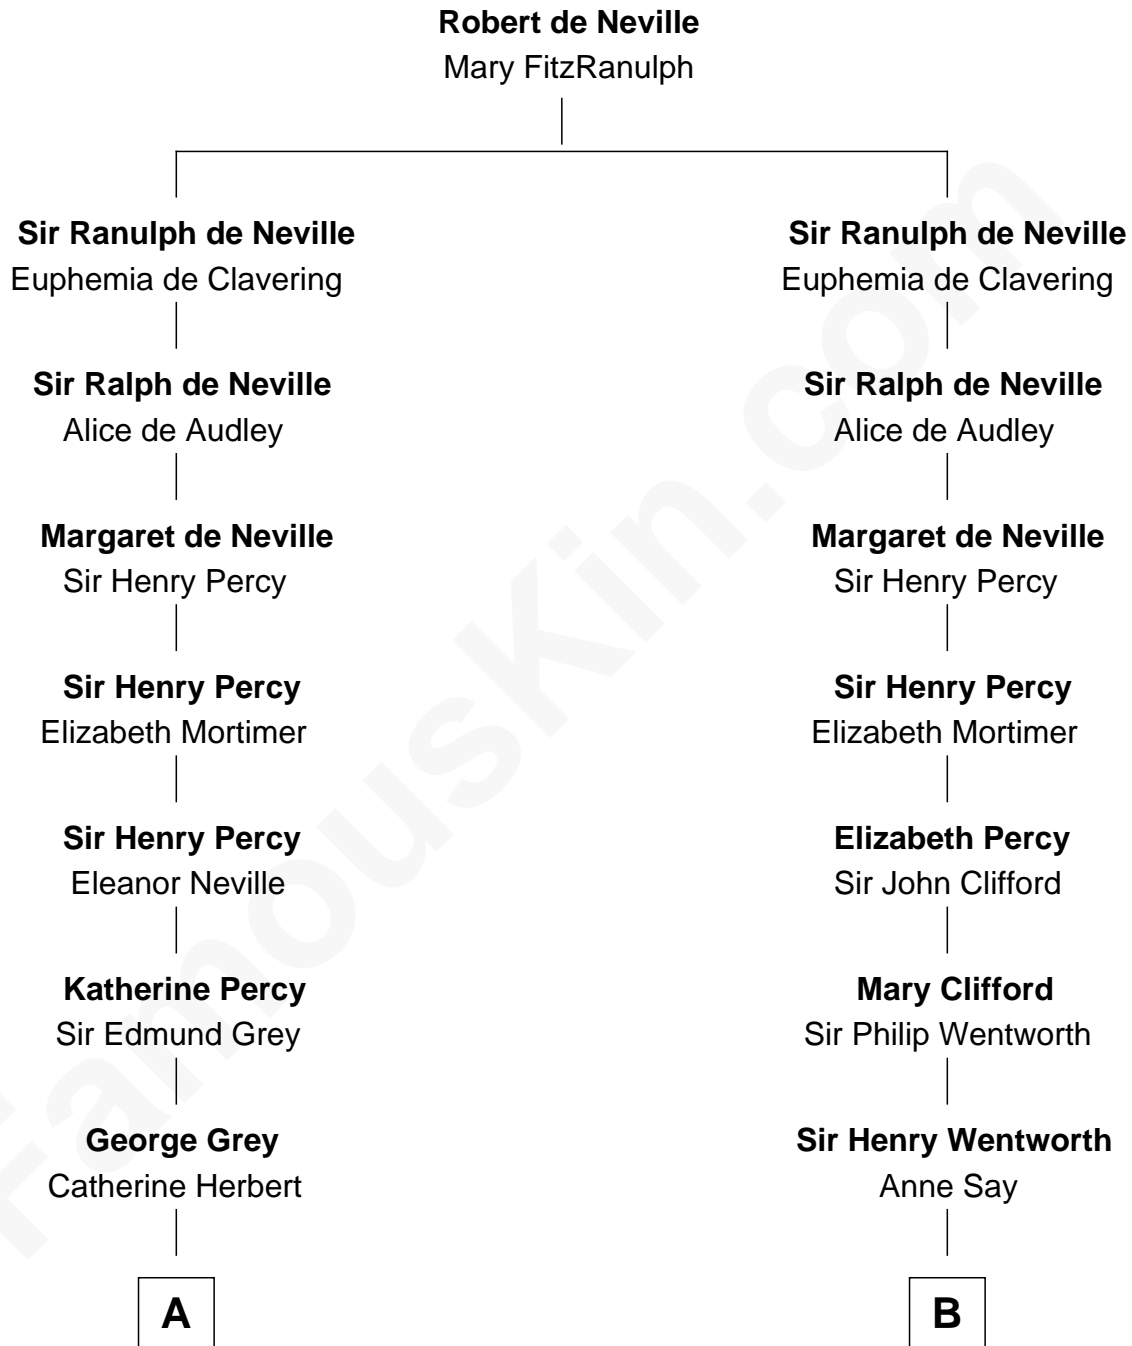 Robert de Neville
Mary FitzRanulph
Sir Ranulph de Neville
Euphemia de Clavering
Sir Ranulph de Neville
Euphemia de Clavering
Sir Ralph de Neville
Alice de Audley
Sir Ralph de Neville
Alice de Audley
Margaret de Neville
Sir Henry Percy
Margaret de Neville
Sir Henry Percy
Sir Henry Percy
Elizabeth Mortimer
Sir Henry Percy
Elizabeth Mortimer
Sir Henry Percy
Eleanor Neville
Elizabeth Percy
Sir John Clifford
Katherine Percy
Sir Edmund Grey
Mary Clifford
Sir Philip Wentworth
George Grey
Catherine Herbert
Sir Henry Wentworth
Anne Say
A
B
FamousKin.com